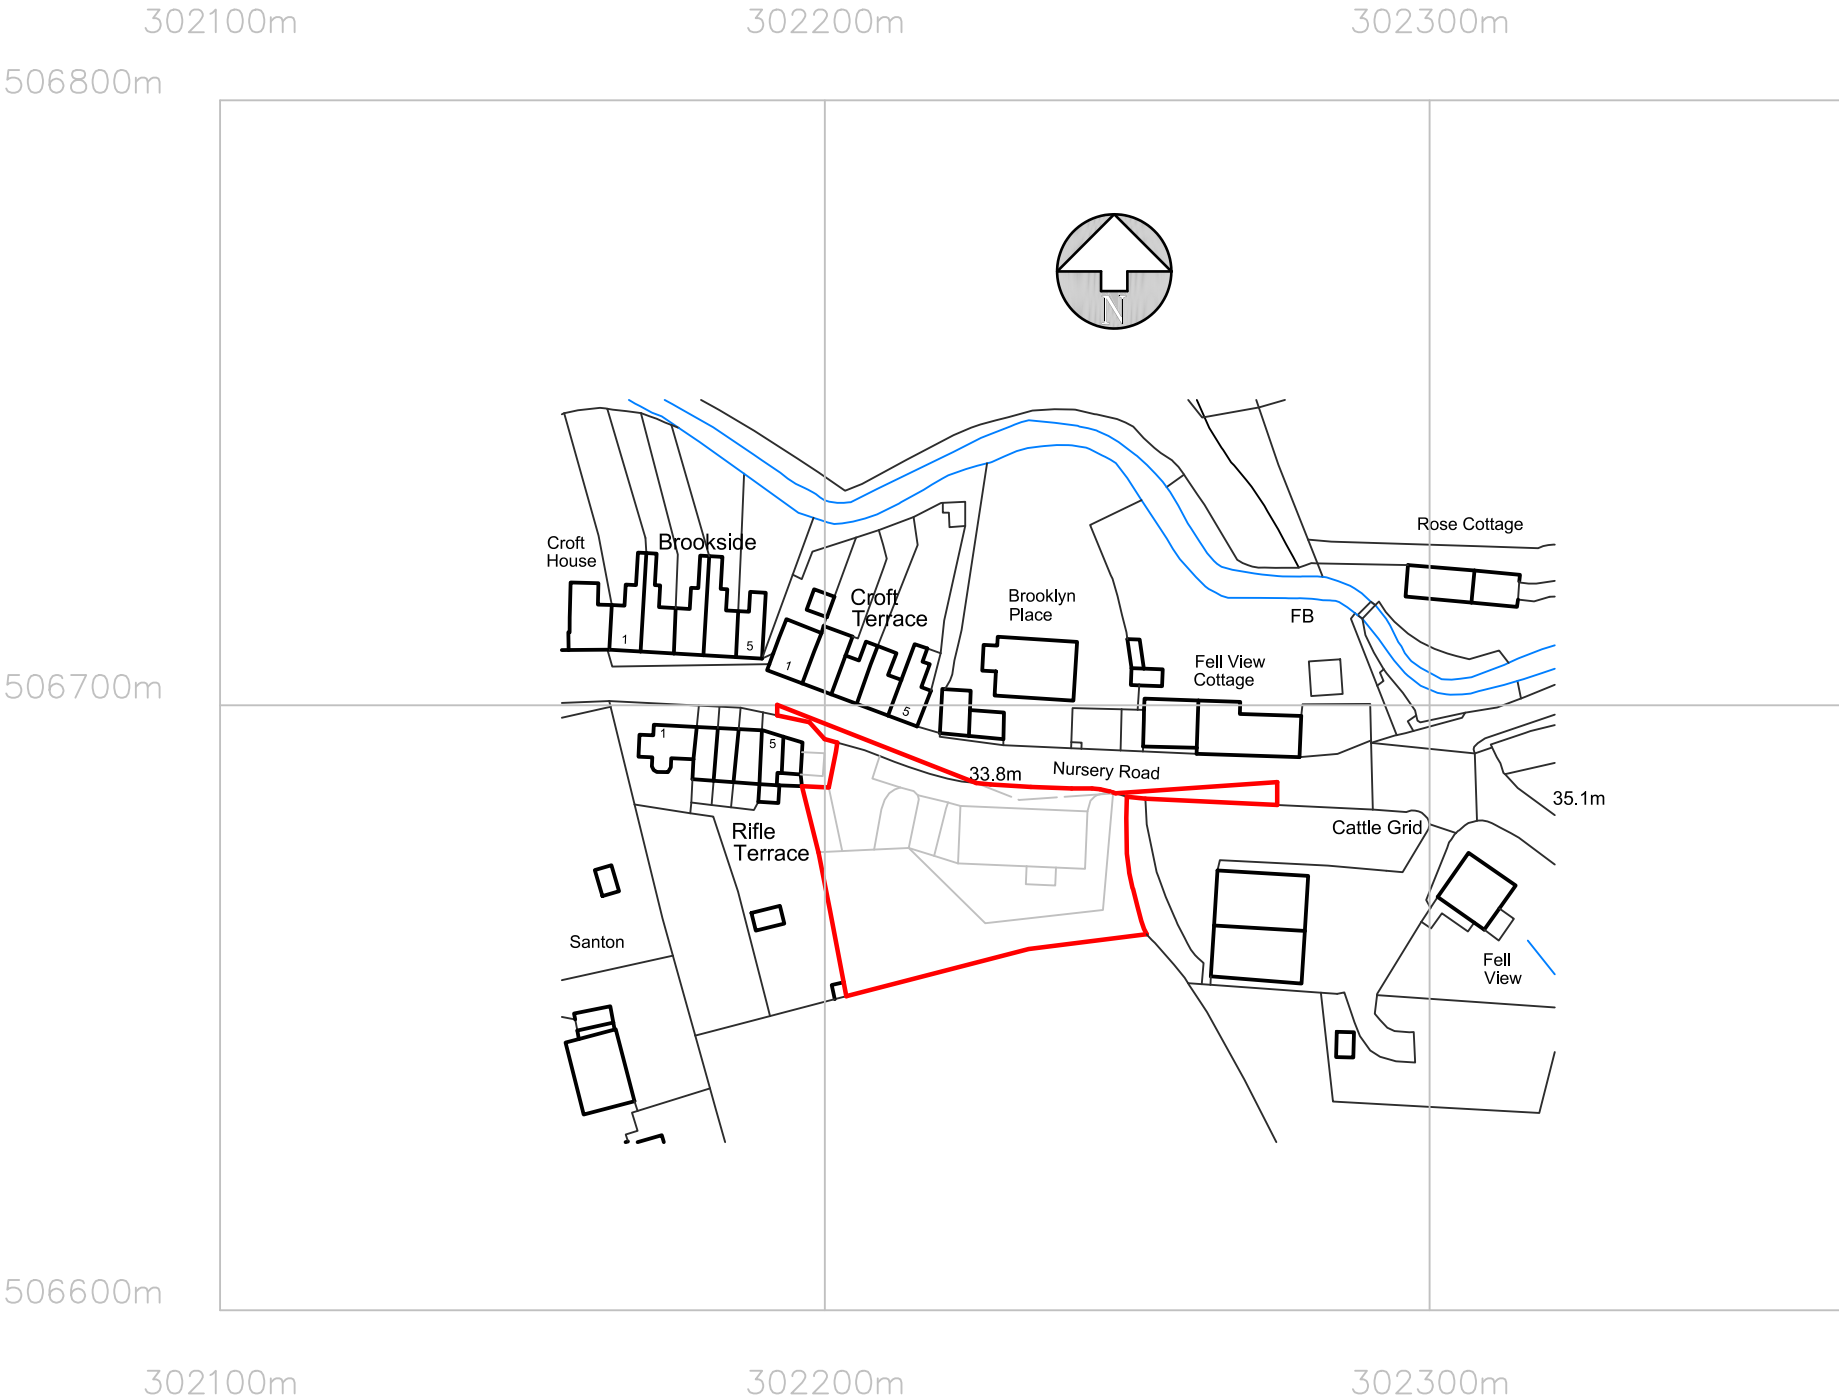 302100m
302200m
302300m
506800m
N
Rose Cottage
Croft
House
Brookside
Croft
Terrace
Brooklyn
Place
FB
1
5
1
5
Fell View
Cottage
506700m
1
5
33.8m
Nursery Road
35.1m
Rifle
Terrace
Cattle Grid
Santon
Fell
View
506600m
302100m
302200m
302300m